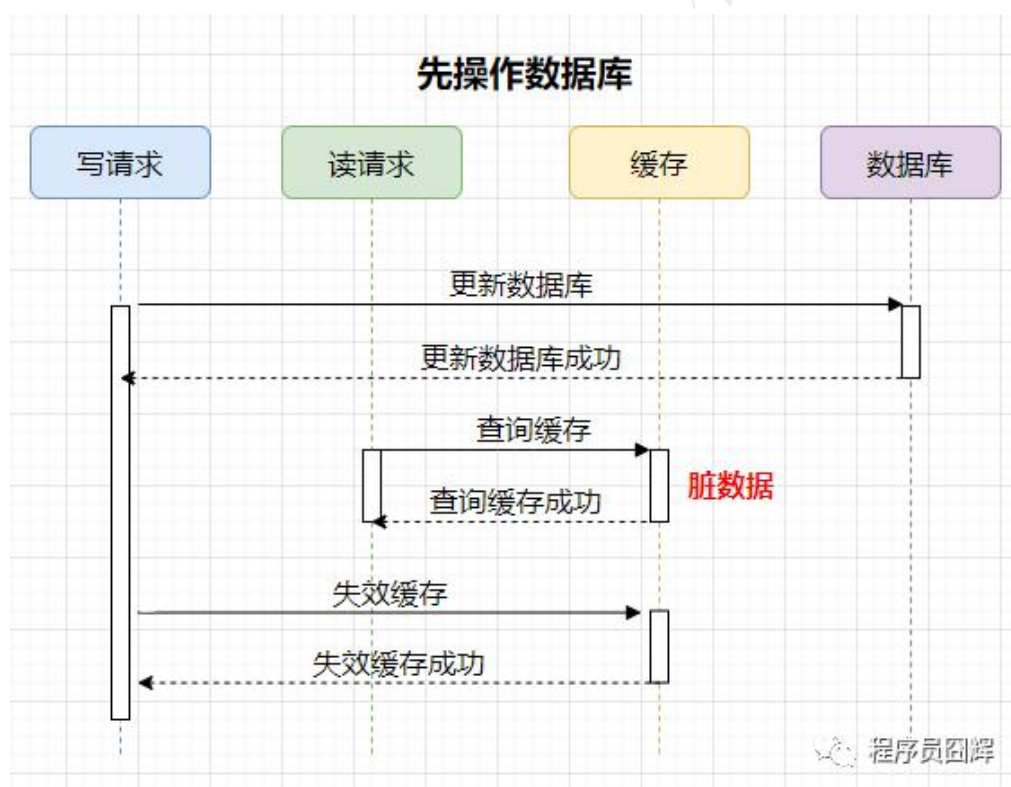 先操作数据库
写请求
读请求
缓存
数据库
更新数据库
更新数据库成功
查询缓存
脏数据
查询缓存成功
失效缓存
失效缓存成功
程序员囧辉